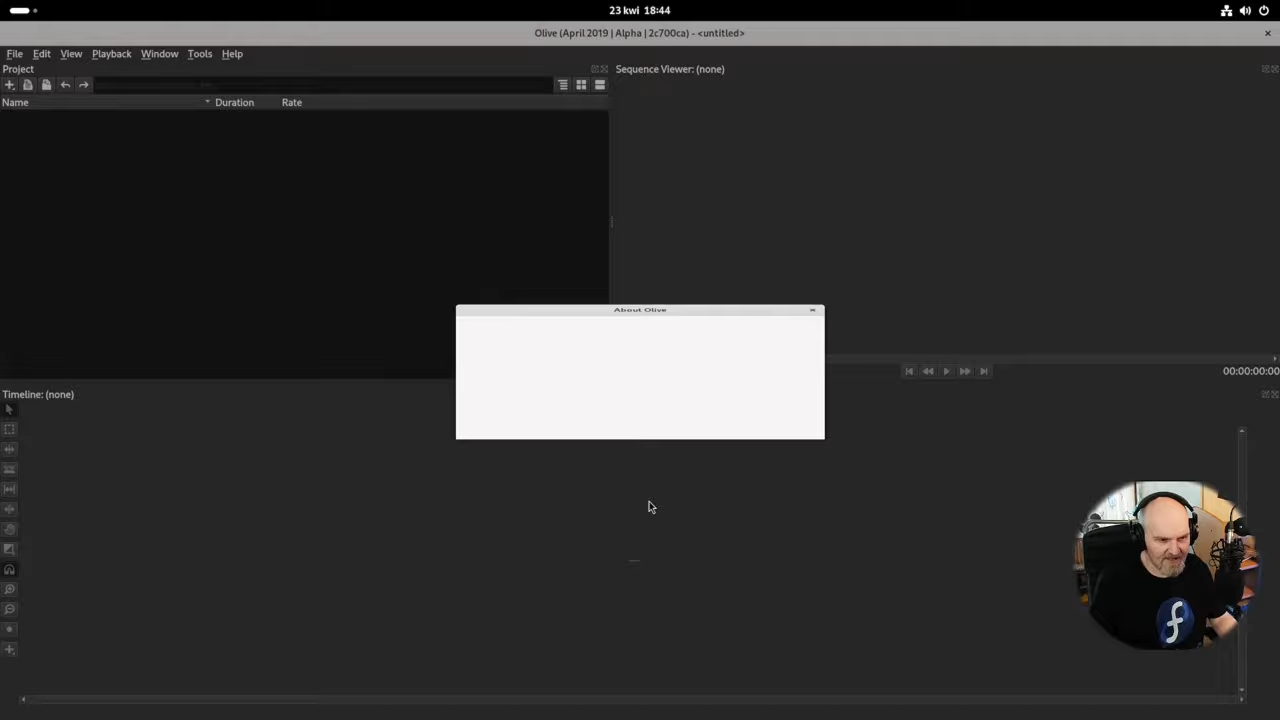 23 kwi 18:44
Olive (April 2019 | Alpha | 2c700ca) - <untitled>
File Edit View Playback Window Tools Help
Project
Sequence Viewer: (none)
Name Duration Rate
About Olive
00:00:00:00
Timeline: (none)